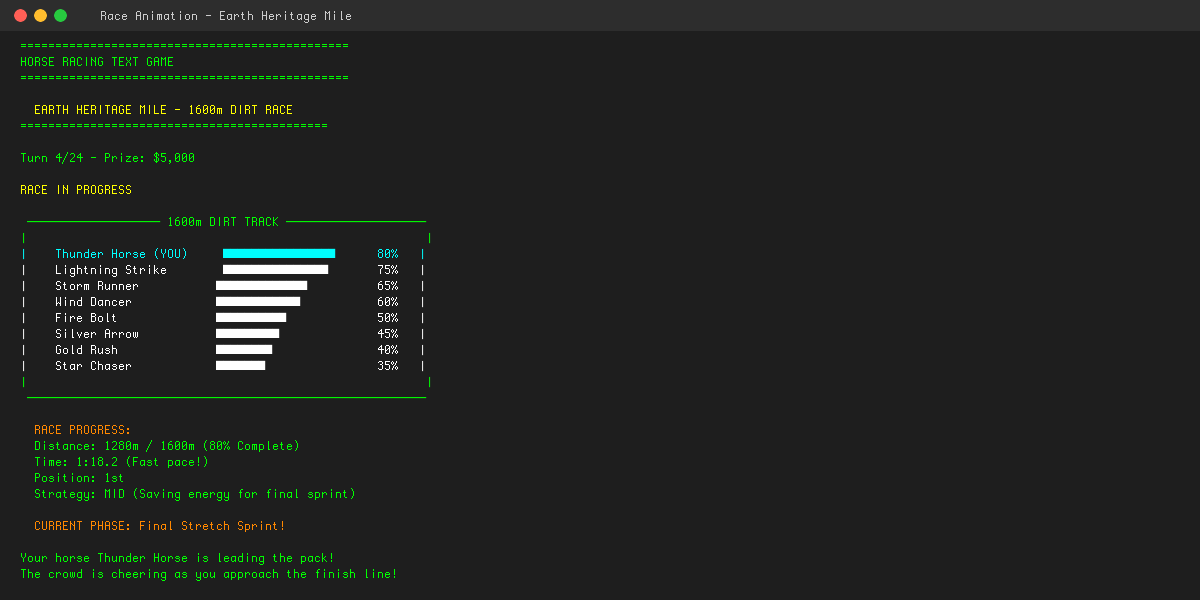 Race Animation - Earth Heritage Mile
===============================================
HORSE RACING TEXT GAME
===============================================
EARTH HERITAGE MILE - 1600m DIRT RACE
============================================
Turn 4/24 - Prize: $5,000
RACE IN PROGRESS
1600m DIRT TRACK
Thunder Horse (YOU) 80%
Lightning Strike 75%
Storm Runner 65%
Wind Dancer 60%
Fire Bolt 50%
Silver Arrow 45%
Gold Rush 40%
Star Chaser 35%
RACE PROGRESS:
Distance: 1280m / 1600m (80% Complete)
Time: 1:18.2 (Fast pace!)
Position: 1st
Strategy: MID (Saving energy for final sprint)
CURRENT PHASE: Final Stretch Sprint!
Your horse Thunder Horse is leading the pack!
The crowd is cheering as you approach the finish line!